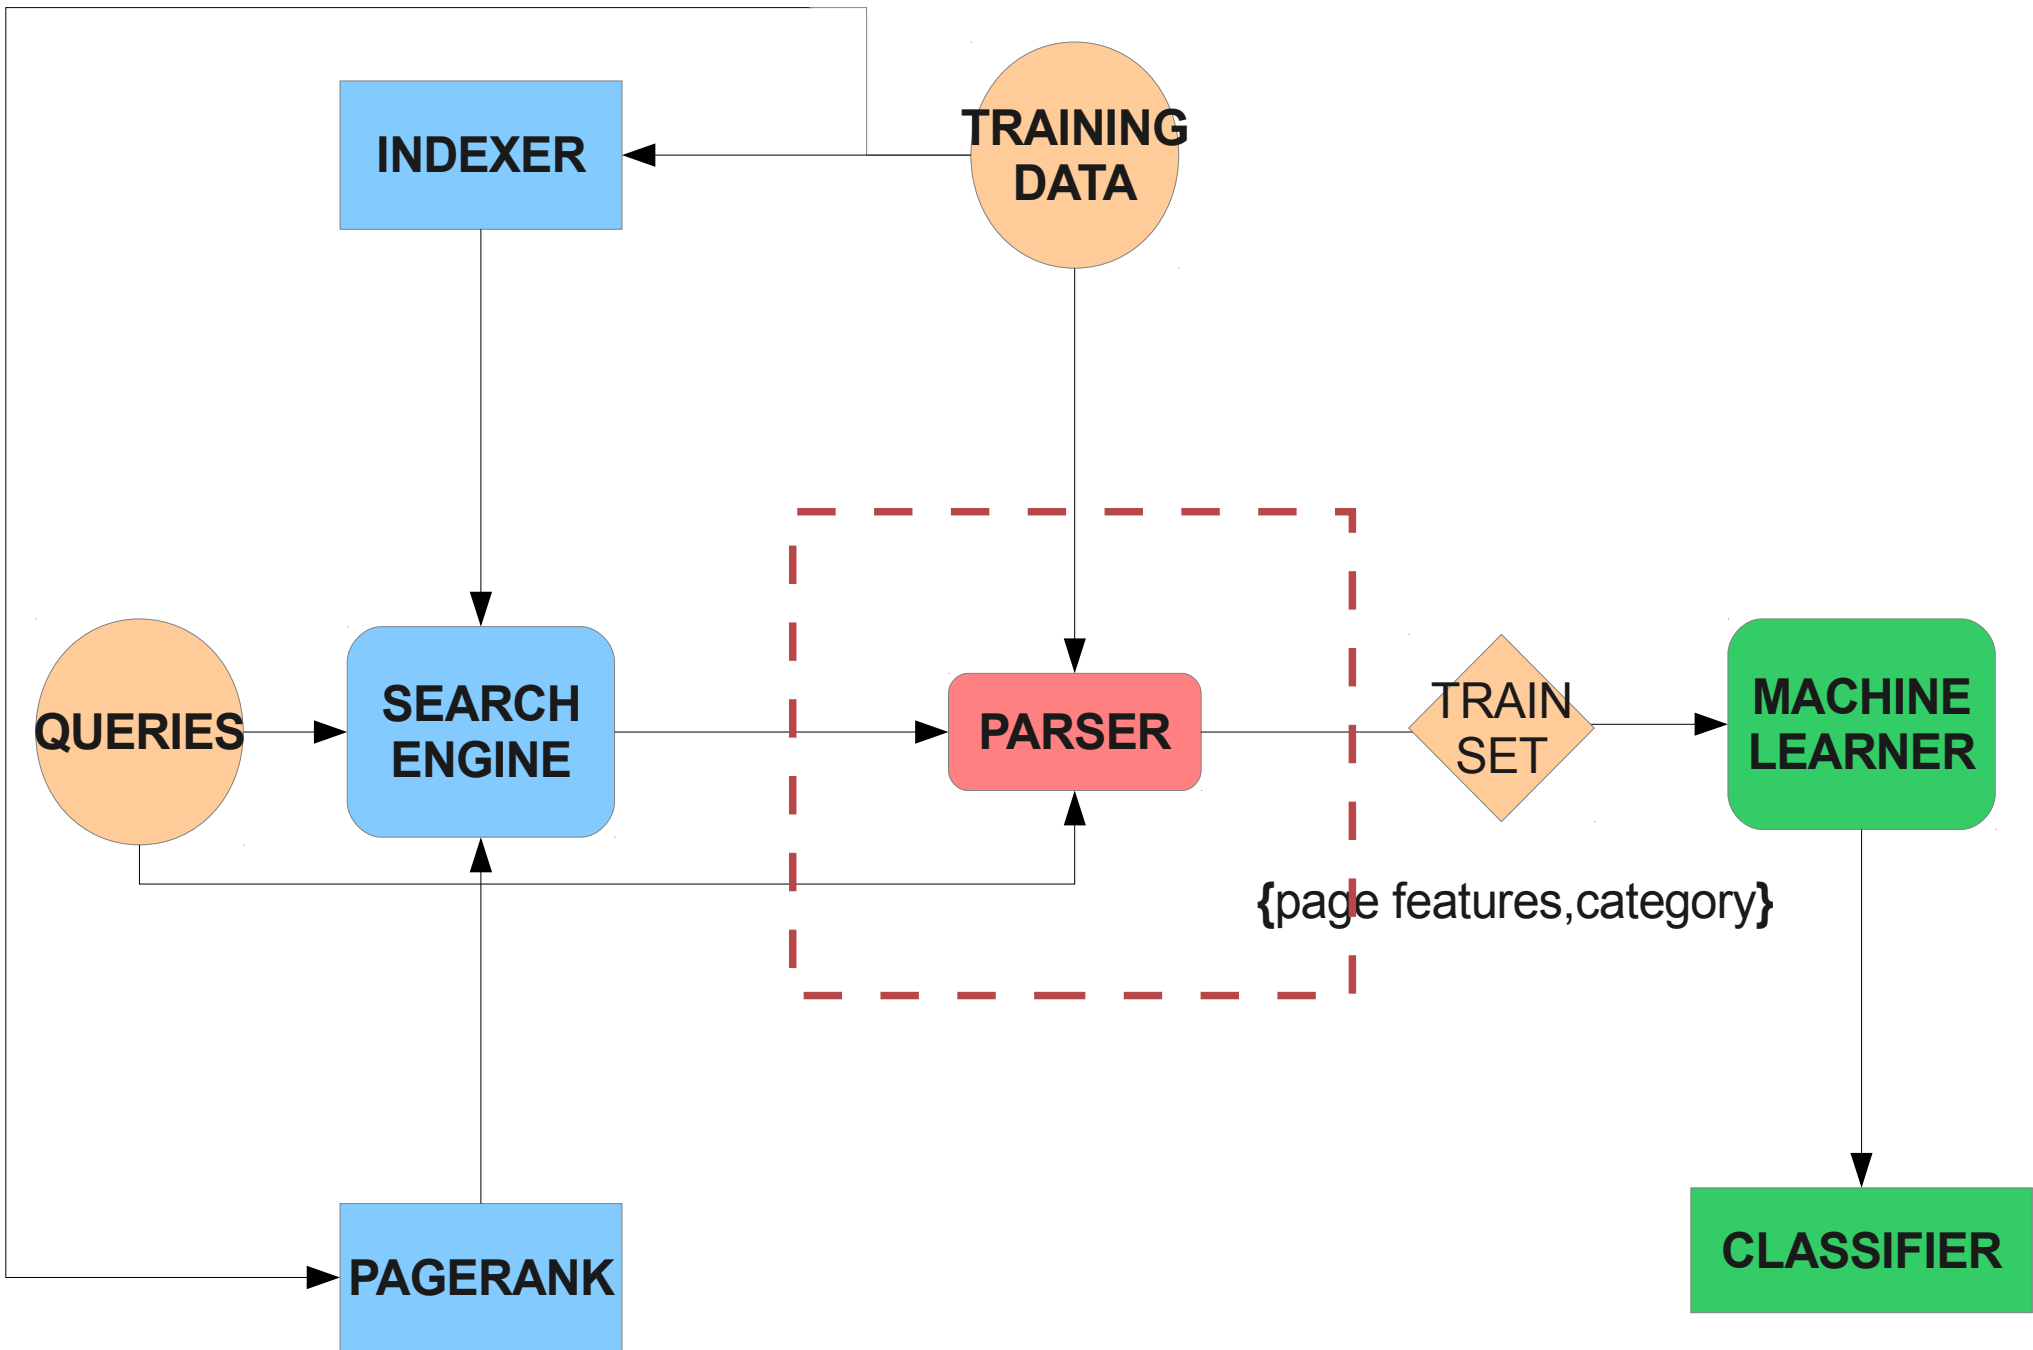 INDEXER
TRAINING
DATA
QUERIES
SEARCH
ENGINE
PARSER
TRAIN
SET
MACHINE
LEARNER
{page features,category}
PAGERANK
CLASSIFIER